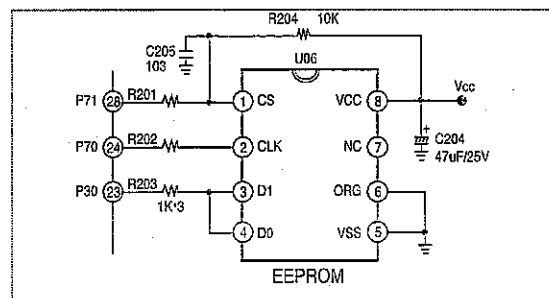 R204 10K
C205
103
U06
P71 28 R201 1 CS VCC 8 Vcc
P70 24 R202 2 CLK NC 7 C204
47uF/25V
P30 23 R203 3 D1 ORG 6
1K*3
4 D0 VSS 5
EEPROM